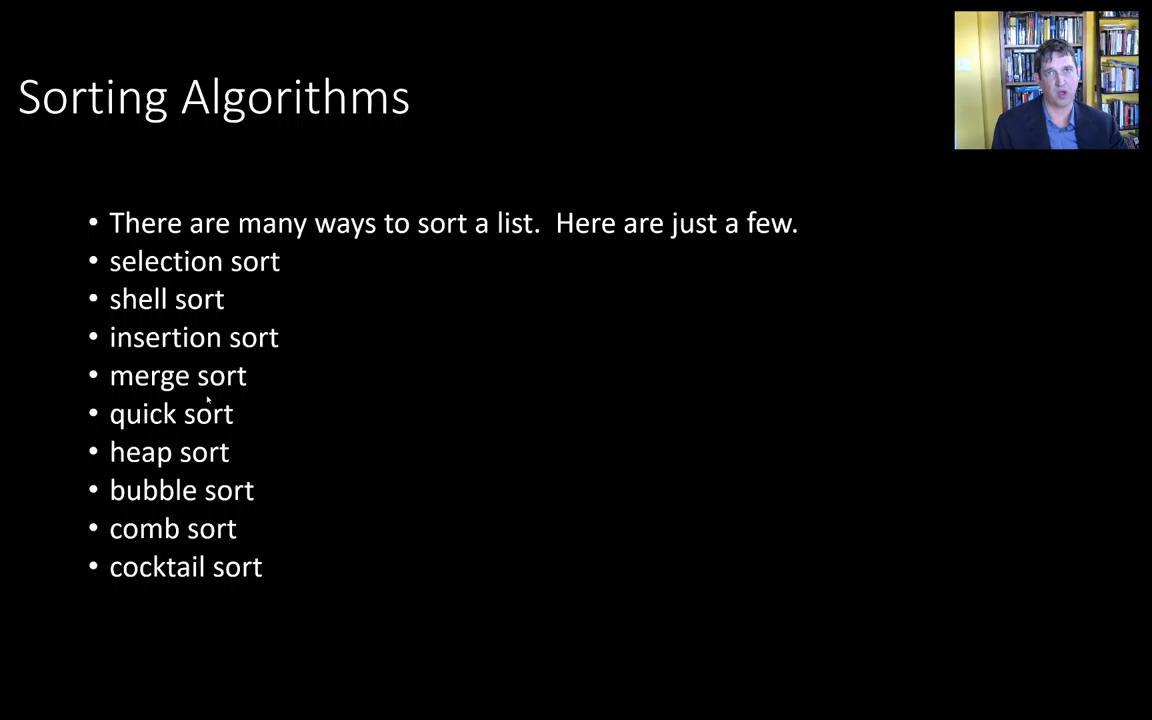 Sorting Algorithms
• There are many ways to sort a list.  Here are just a few.
• selection sort
• shell sort
• insertion sort
• merge sort
• quick sort
• heap sort
• bubble sort
• comb sort
• cocktail sort